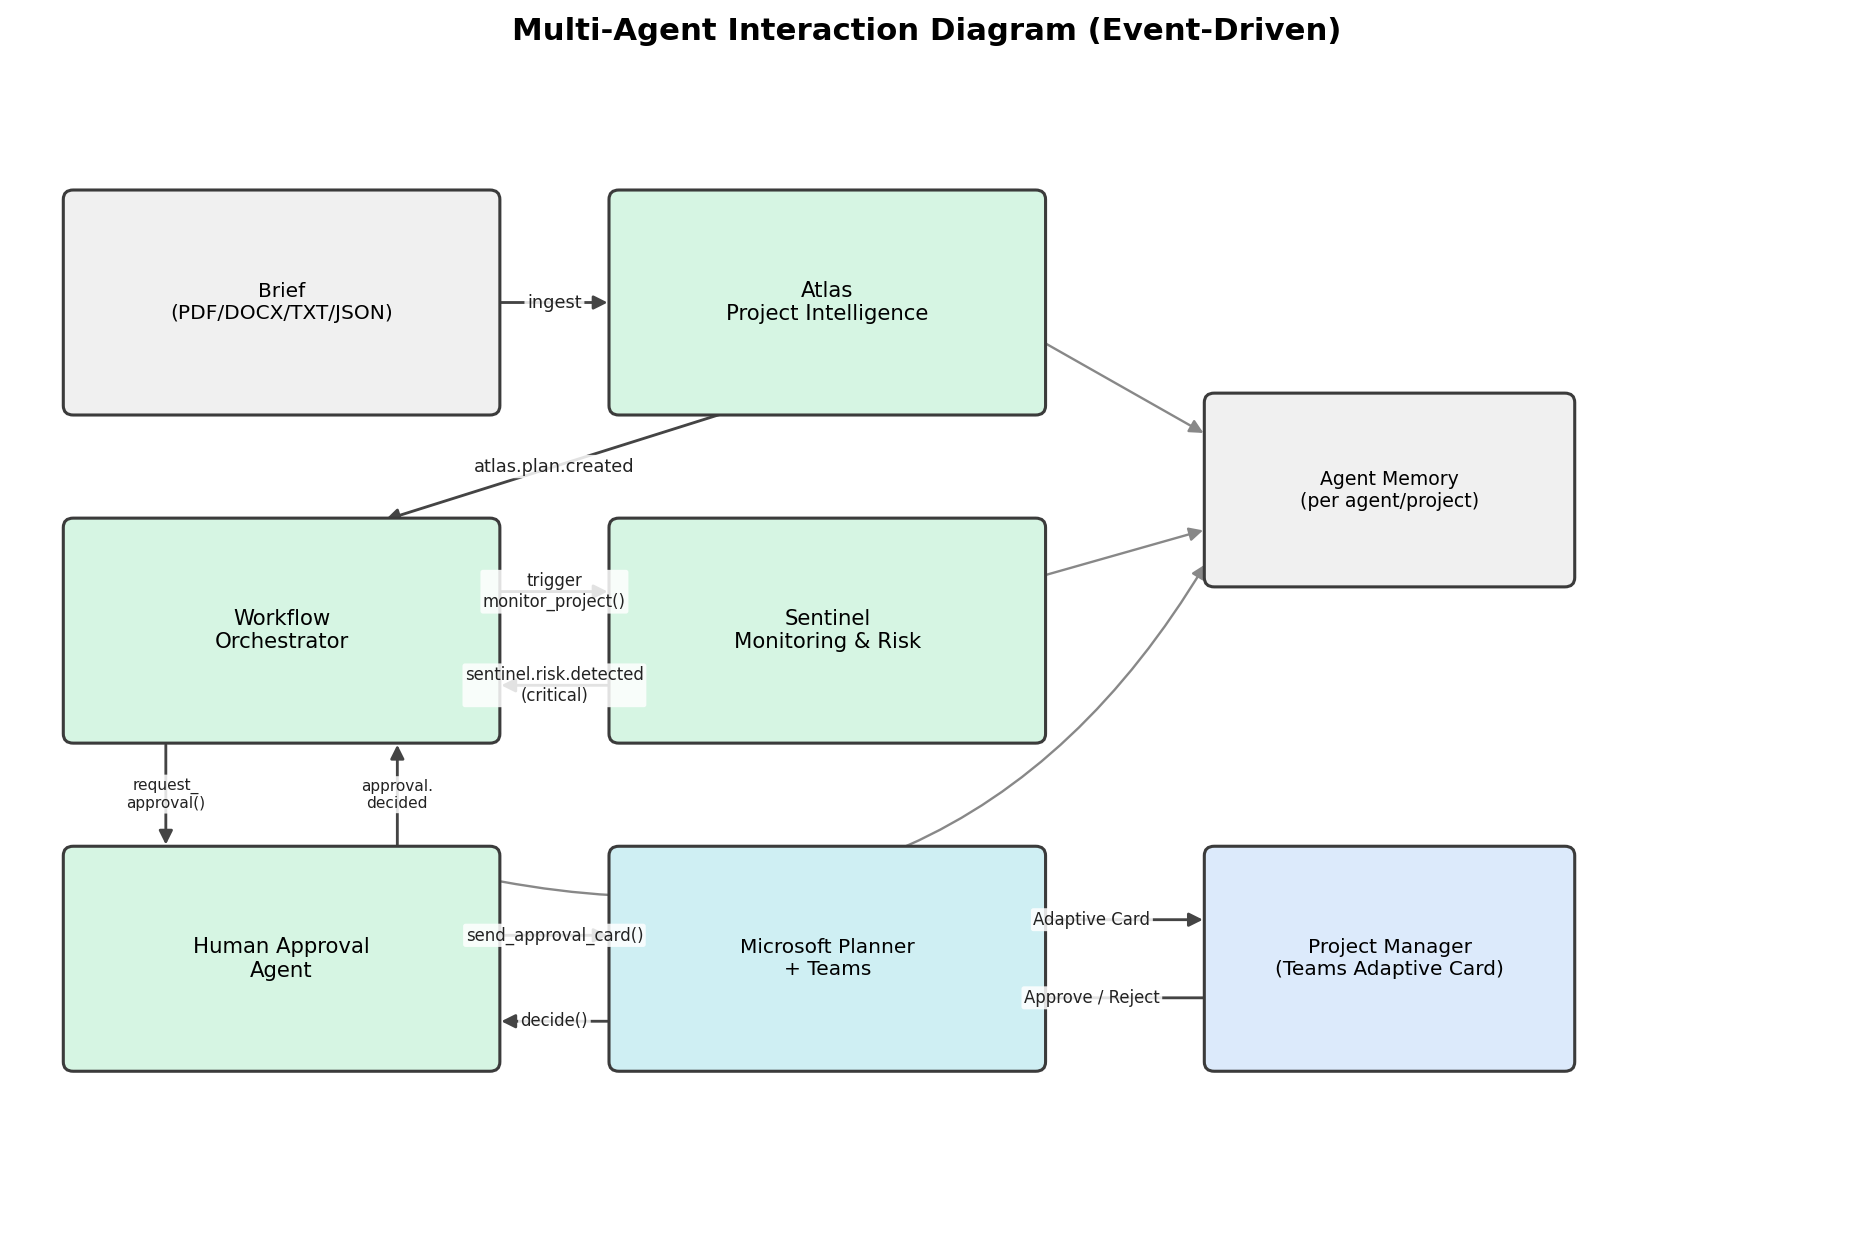 Multi-Agent Interaction Diagram (Event-Driven)
Brief
(PDF/DOCX/TXT/JSON)
ingest
Atlas
Project Intelligence
atlas.plan.created
Agent Memory
(per agent/project)
Workflow
Orchestrator
trigger
monitor_project()
sentinel.risk.detected
(critical)
Sentinel
Monitoring & Risk
request_
approval()
approval.
decided
Human Approval
Agent
send_approval_card()
decide()
Microsoft Planner
+ Teams
Adaptive Card
Approve / Reject
Project Manager
(Teams Adaptive Card)